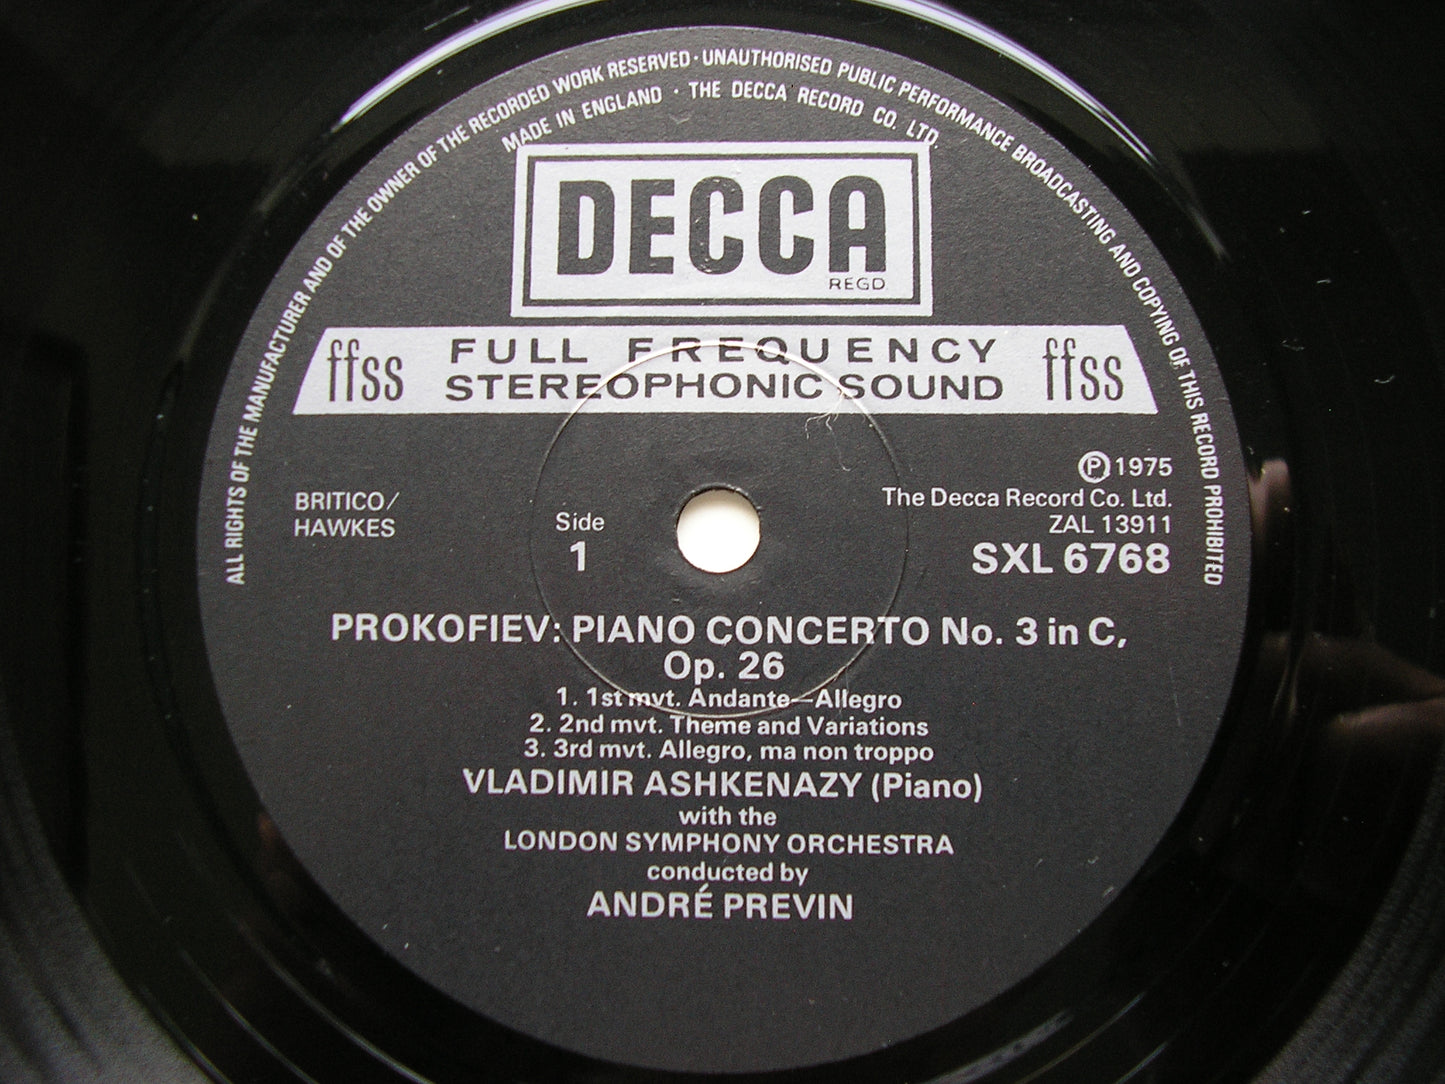 ALL RIGHTS OF THE MANUFACTURER AND OF THE OWNER OF THE RECORDED WORK RESERVED · UNAUTHORISED PUBLIC PERFORMANCE BROADCASTING AND COPYING OF THIS RECORD PROHIBITED
MADE IN ENGLAND · THE DECCA RECORD CO. LTD.
DECCA
REGD
ffss FULL FREQUENCY ffss
STEREOPHONIC SOUND
Ⓟ1975
BRITICO/ The Decca Record Co. Ltd.
HAWKES Side ZAL 13911
1 SXL 6768
PROKOFIEV: PIANO CONCERTO No. 3 in C,
Op. 26
1. 1st mvt. Andante—Allegro
2. 2nd mvt. Theme and Variations
3. 3rd mvt. Allegro, ma non troppo
VLADIMIR ASHKENAZY (Piano)
with the
LONDON SYMPHONY ORCHESTRA
conducted by
ANDRÉ PREVIN